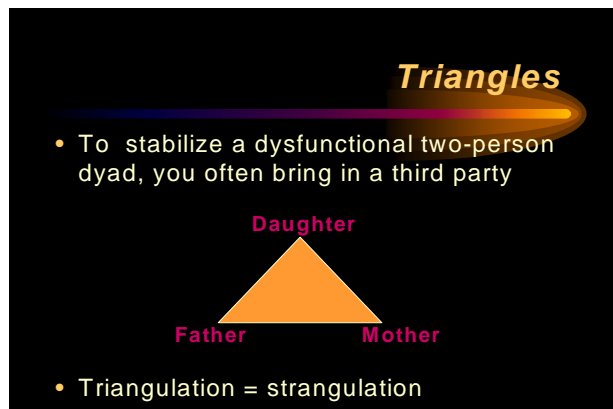 Triangles
• To stabilize a dysfunctional two-person
dyad, you often bring in a third party
Daughter
Father Mother
• Triangulation = strangulation